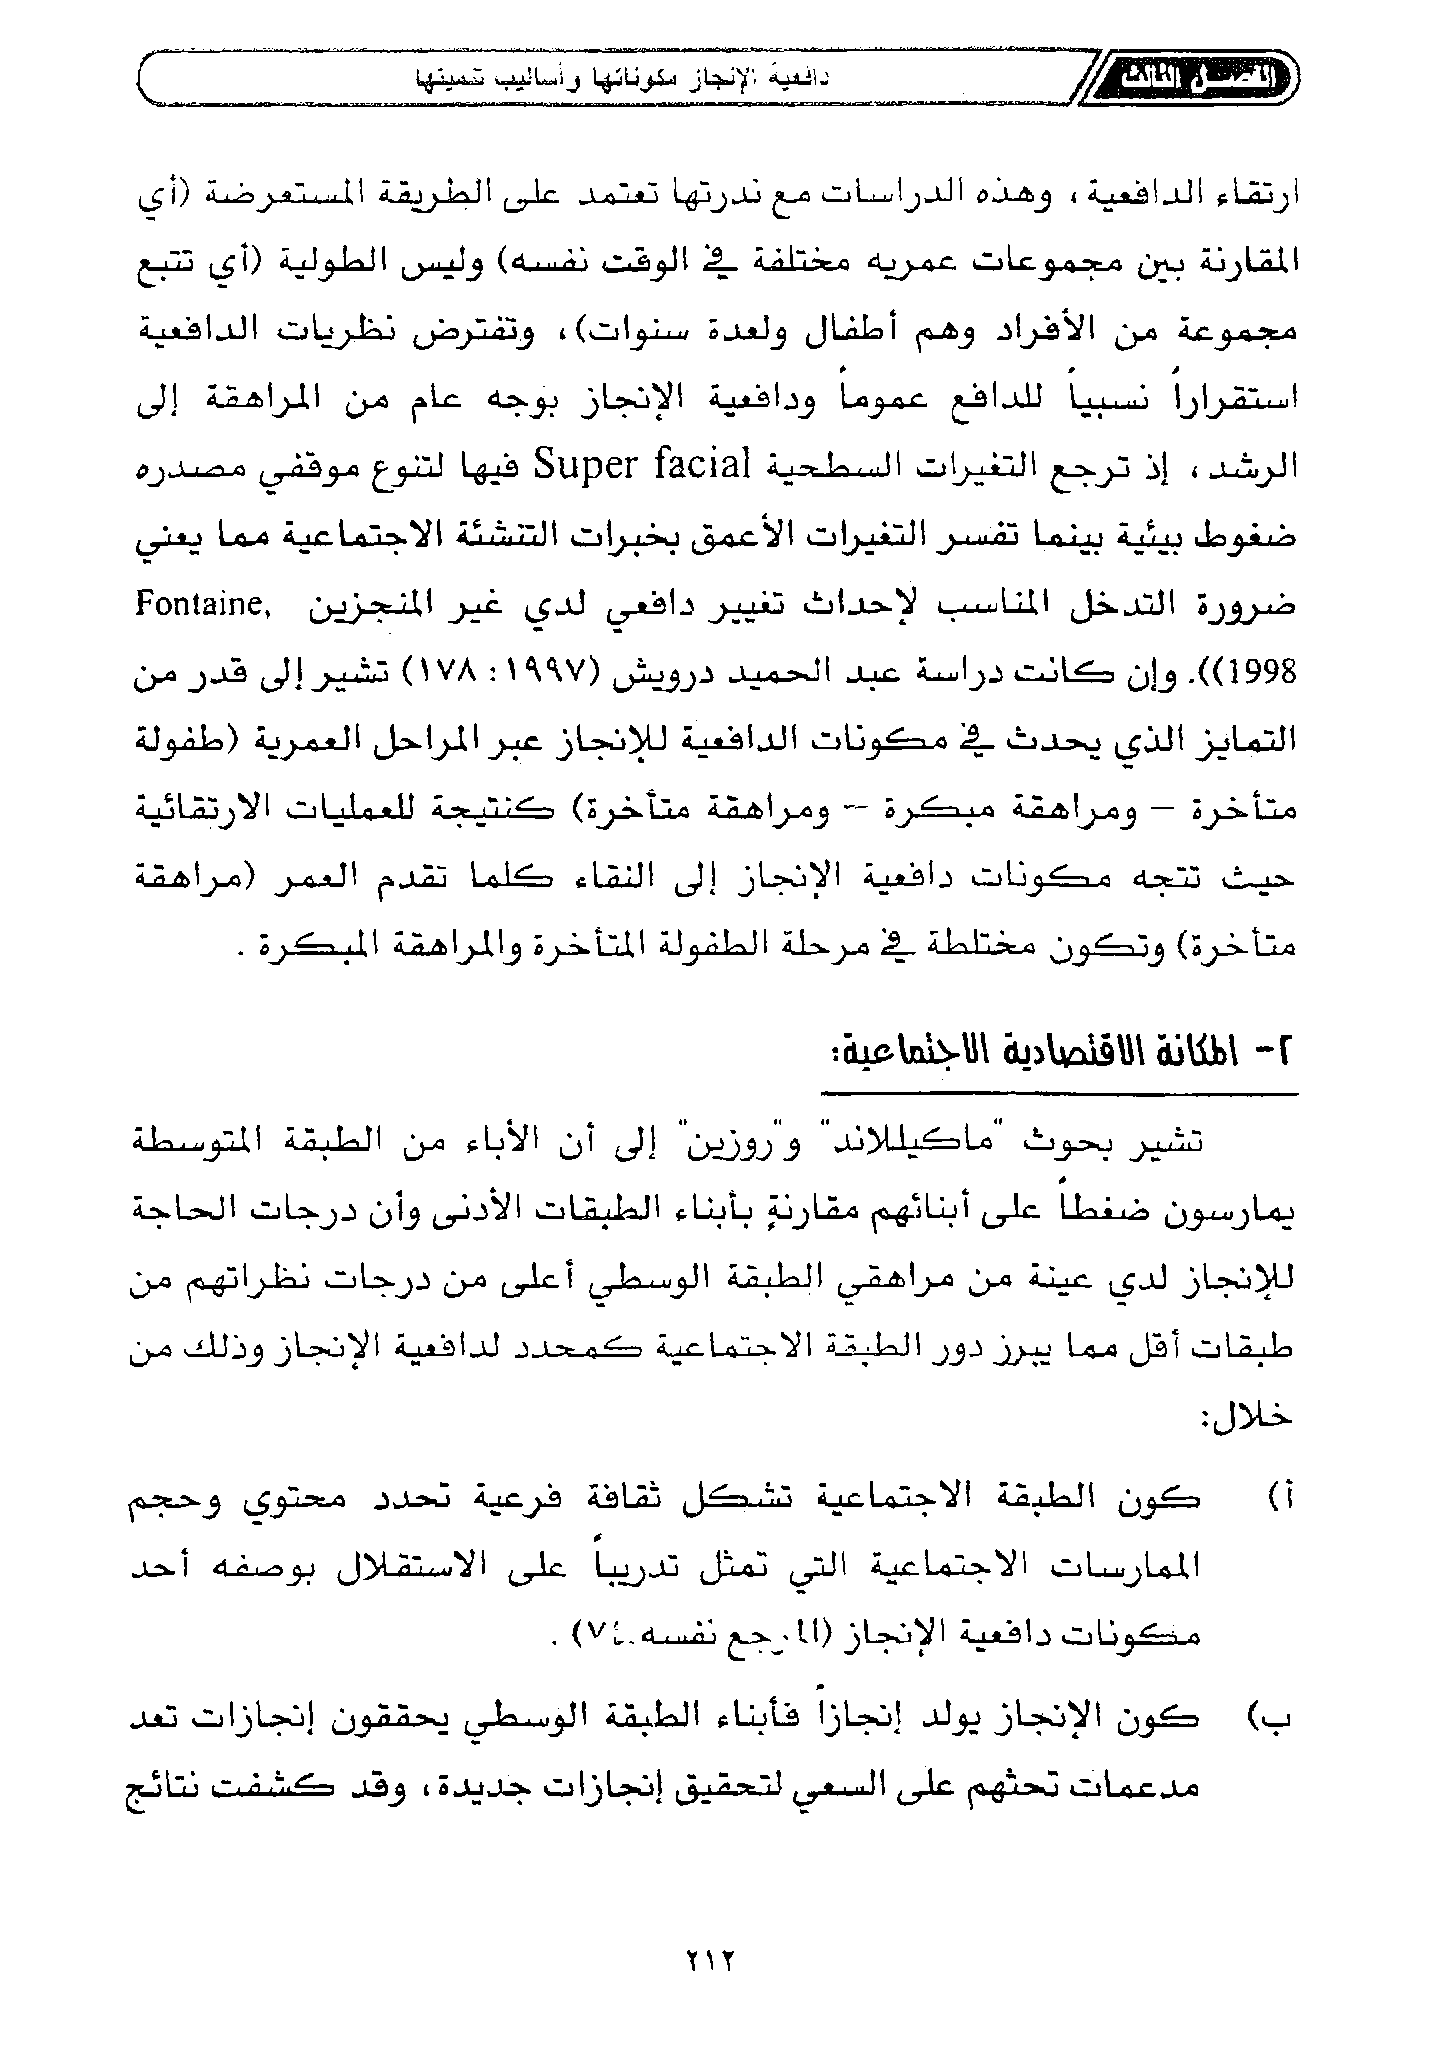 الفصل الثالث
دافعية الإنجاز مكوناتها وأساليب تنميتها
ارتقاء الدافعية، وهذه الدراسات مع ندرتها تعتمد على الطريقة المستعرضة (أي
المقارنة بين مجموعات عمريه مختلفة في الوقت نفسه) وليس الطولية (أي تتبع
مجموعة من الأفراد وهم أطفال ولعدة سنوات)، وتفترض نظريات الدافعية
استقراراً نسبياً للدافع عموماً ودافعية الإنجاز بوجه عام من المراهقة إلى
الرشد، إذ ترجع التغيرات السطحية Super facial فيها لتنوع موقفي مصدره
ضغوط بيئية بينما تفسر التغيرات الأعمق بخبرات التنشئة الاجتماعية مما يعني
ضرورة التدخل المناسب لإحداث تغيير دافعي لدي غير المنجزين Fontaine,
1998)). وإن كانت دراسة عبد الحميد درويش (١٩٩٧: ١٧٨) تشير إلى قدر من
التمايز الذي يحدث في مكونات الدافعية للإنجاز عبر المراحل العمرية (طفولة
متأخرة – ومراهقة مبكرة – ومراهقة متأخرة) كنتيجة للعمليات الارتقائية
حيث تتجه مكونات دافعية الإنجاز إلى النقاء كلما تقدم العمر (مراهقة
متأخرة) وتكون مختلطة في مرحلة الطفولة المتأخرة والمراهقة المبكرة .
٢- المكانة الاقتصادية الاجتماعية:
تشير بحوث "ماكيللاند" و"روزين" إلى أن الأباء من الطبقة المتوسطة
يمارسون ضغطاً على أبنائهم مقارنةٍ بأبناء الطبقات الأدنى وأن درجات الحاجة
للإنجاز لدي عينة من مراهقي الطبقة الوسطي أعلى من درجات نظراتهم من
طبقات أقل مما يبرز دور الطبقة الاجتماعية كمحدد لدافعية الإنجاز وذلك من
خلال:
أ) كون الطبقة الاجتماعية تشكل ثقافة فرعية تحدد محتوي وحجم
الممارسات الاجتماعية التي تمثل تدريباً على الاستقلال بوصفه أحد
مكونات دافعية الإنجاز (المرجع نفسه.٧٤) .
ب) كون الإنجاز يولد إنجازاً فأبناء الطبقة الوسطي يحققون إنجازات تعد
مدعمات تحثهم على السعي لتحقيق إنجازات جديدة، وقد كشفت نتائج
٢١٢